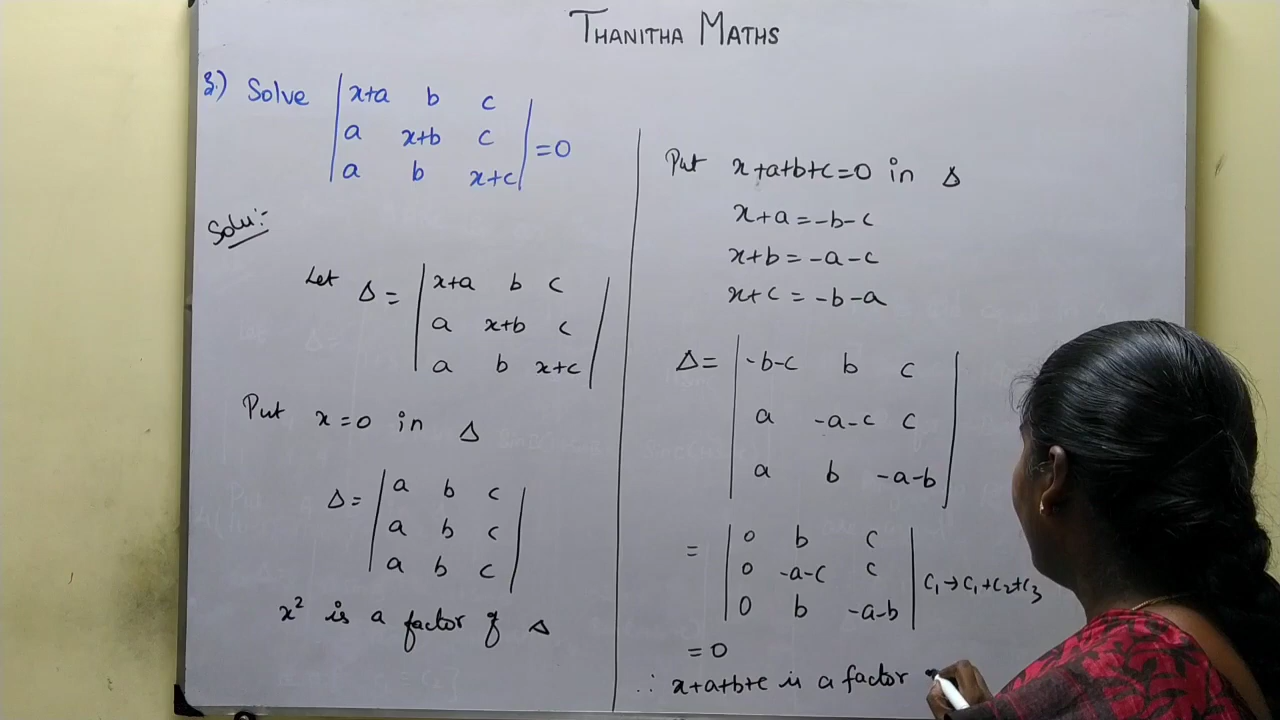 THANITHA MATHS
3.) Solve | x+a b c |
| a x+b c | =0
| a b x+c |
Solu:-
Let Δ = | x+a b c |
| a x+b c |
| a b x+c |
Put x=0 in Δ
Δ= | a b c |
| a b c |
| a b c |
x² is a factor of Δ
Put x+a+b+c=0 in Δ
x+a=-b-c
x+b=-a-c
x+c=-b-a
Δ= | -b-c b c |
| a -a-c c |
| a b -a-b |
= | 0 b c |
| 0 -a-c c | C₁→C₁+C₂+C₃
| 0 b -a-b |
=0
∴ x+a+b+c is a factor